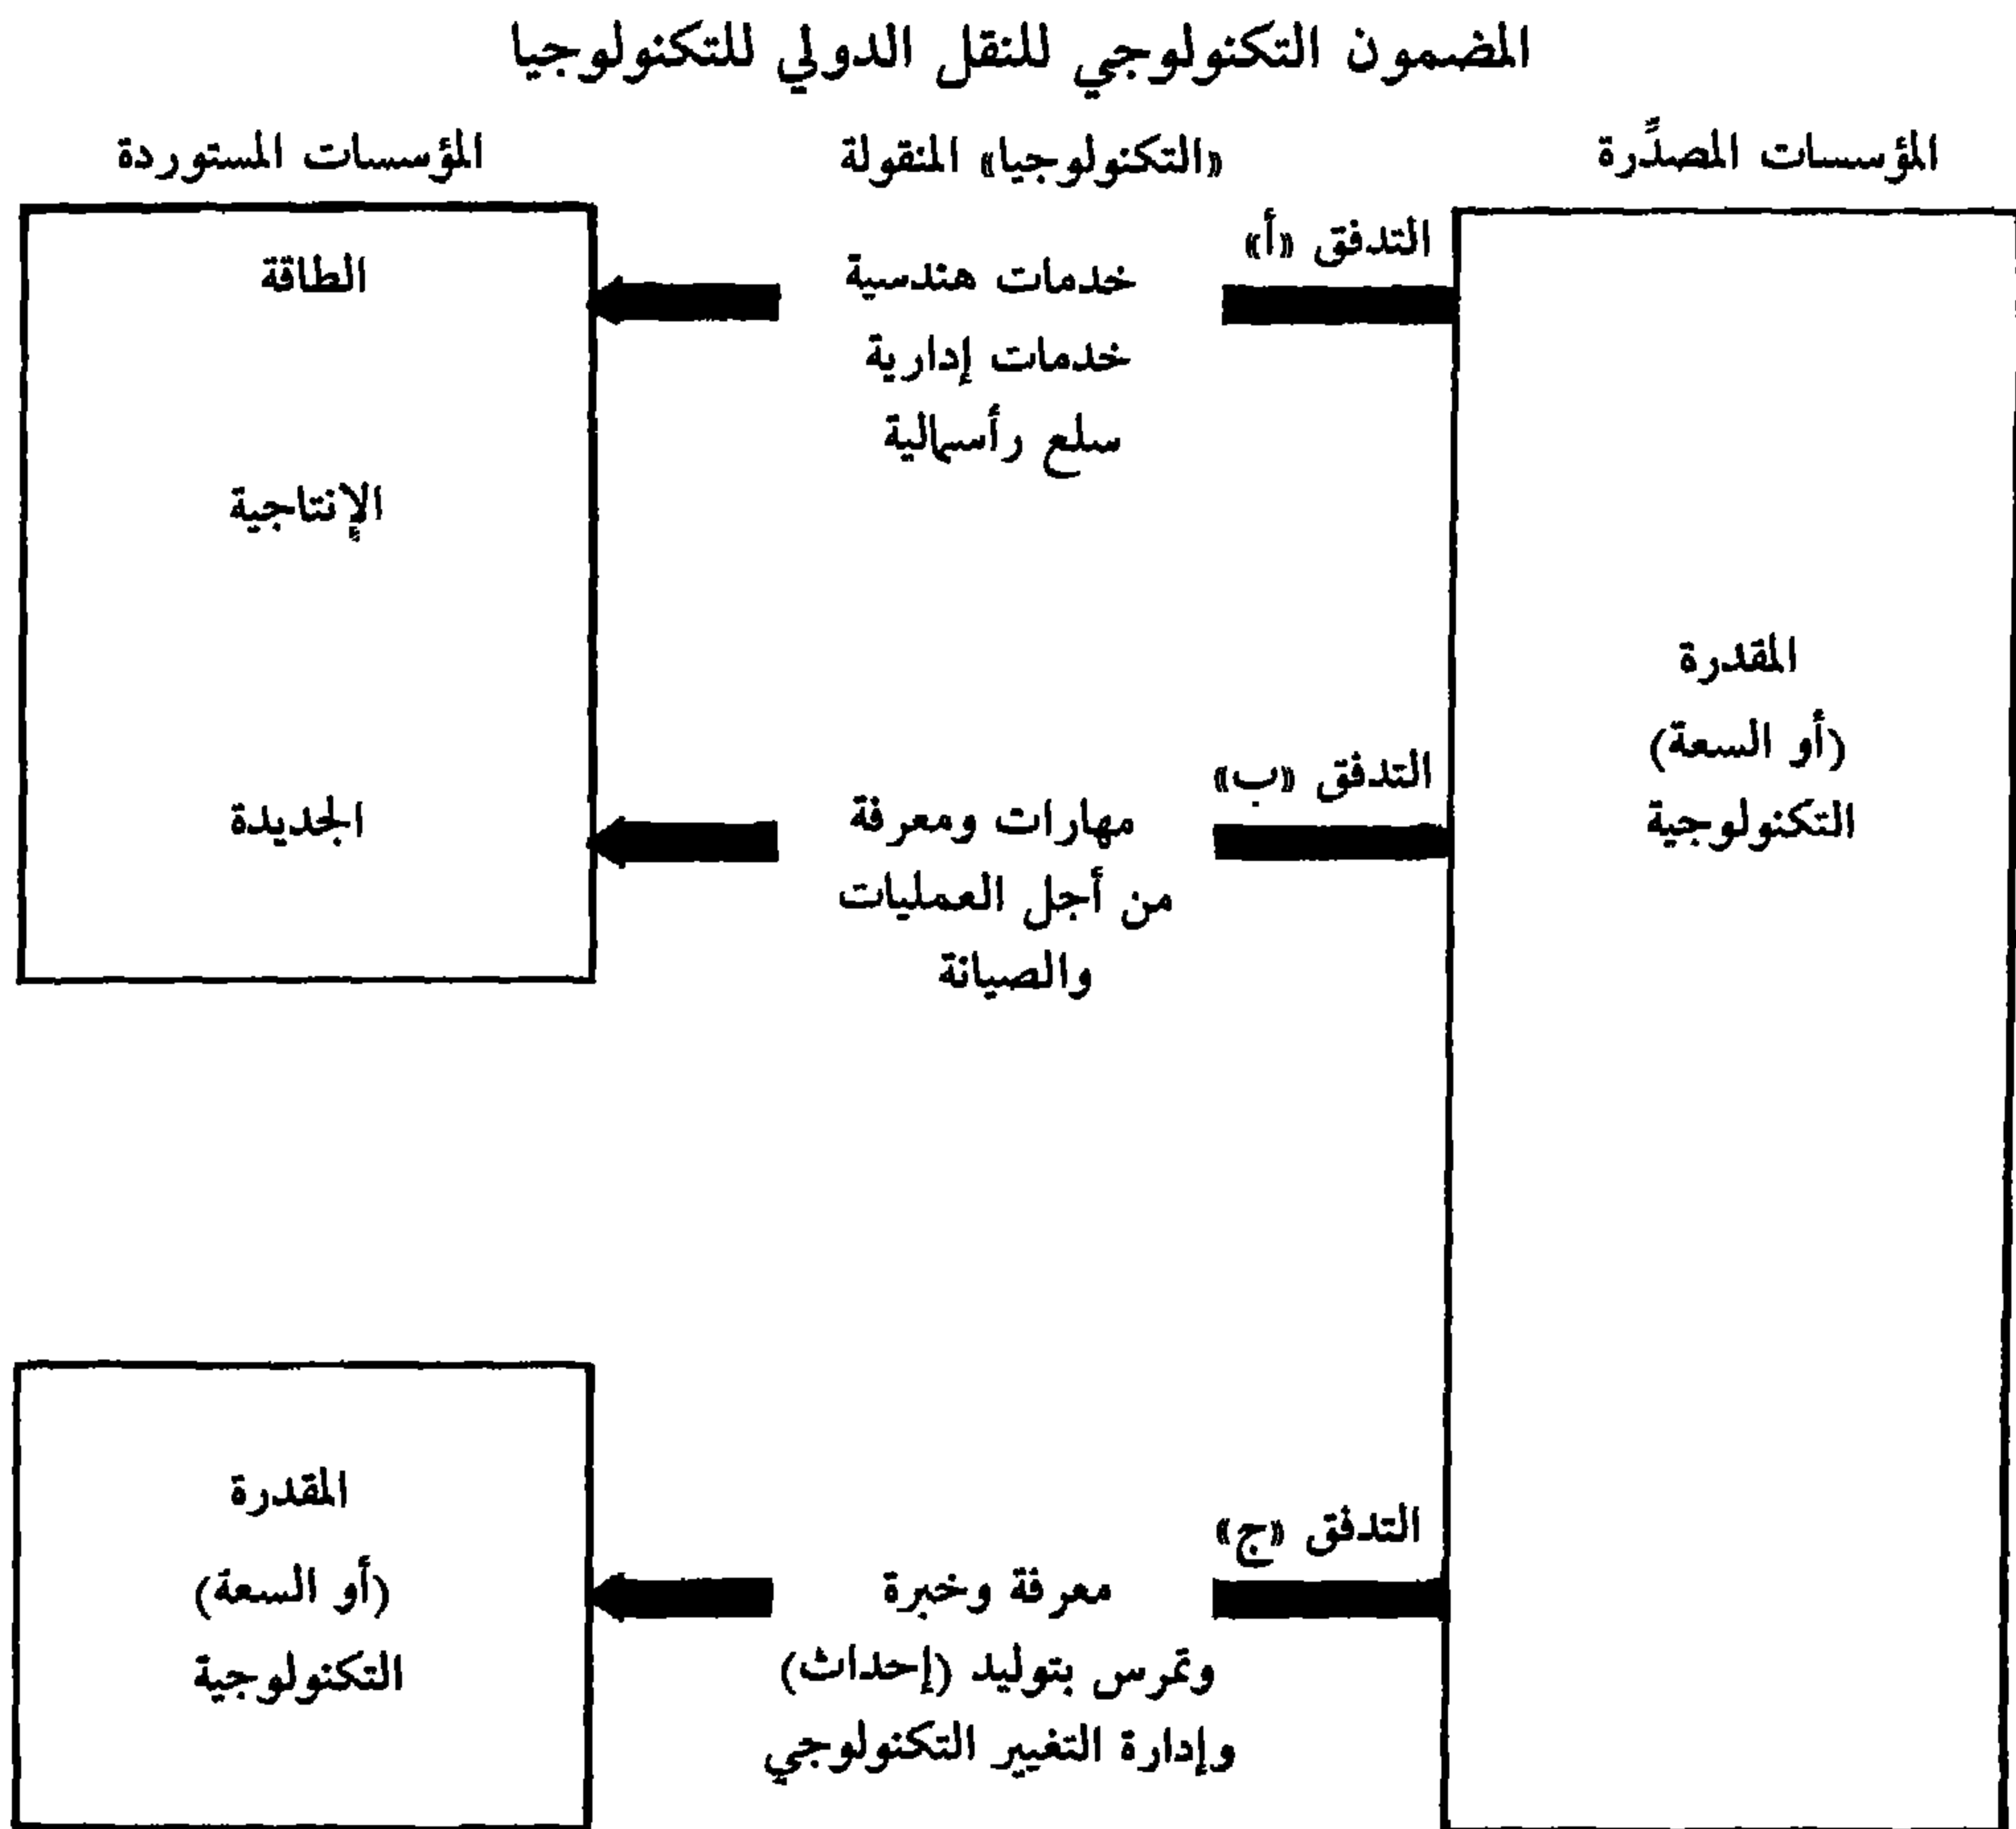 المضمون التكنولوجي للنقل الدولي للتكنولوجيا
المؤسسات المصدِّرة
«التكنولوجيا» المنقولة
المؤسسات المستوردة
المقدرة
(أو السعة)
التكنولوجية
التدفق «أ»
خدمات هندسية
خدمات إدارية
سلع رأسمالية
الطاقة
الإنتاجية
الجديدة
التدفق «ب»
مهارات ومعرفة
من أجل العمليات
والصيانة
التدفق «ج»
معرفة وخبرة
وتمرس بتوليد (إحداث)
وإدارة التغيير التكنولوجي
المقدرة
(أو السعة)
التكنولوجية